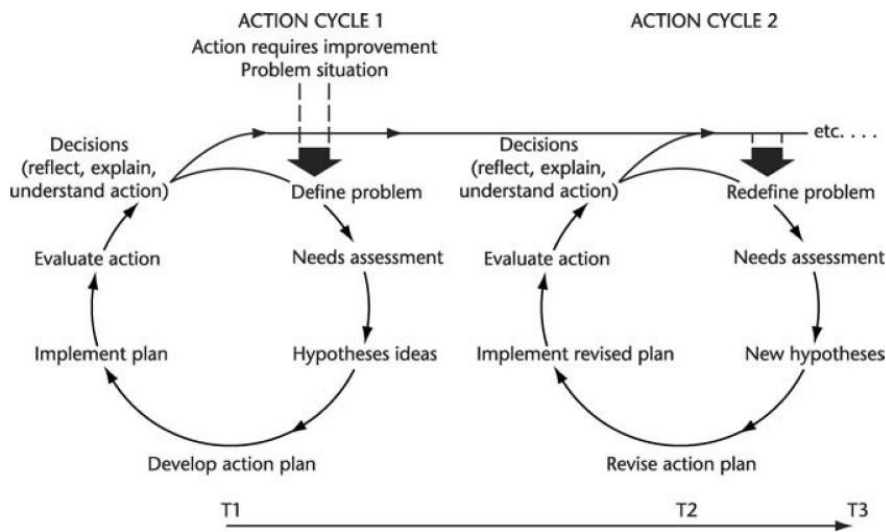 ACTION CYCLE 1
Action requires improvement
Problem situation
Decisions
(reflect, explain,
understand action)
Define problem
Needs assessment
Hypotheses ideas
Develop action plan
Implement plan
Evaluate action
ACTION CYCLE 2
etc. . . .
Decisions
(reflect, explain,
understand action)
Redefine problem
Needs assessment
New hypotheses
Revise action plan
Implement revised plan
Evaluate action
T1
T2
T3